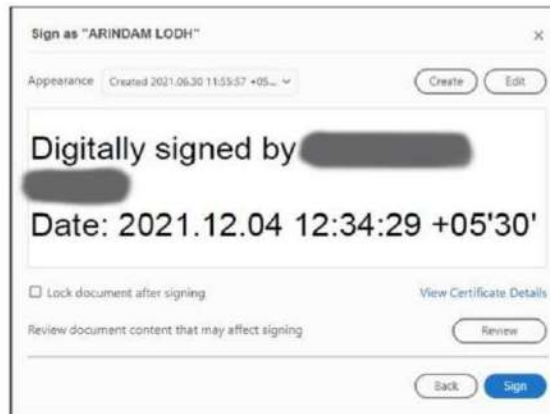 Sign as "ARINDAM LODH" ×
Appearance Created 2021.06.30 11:55:57 +05... Create Edit
Digitally signed by
Date: 2021.12.04 12:34:29 +05'30'
Lock document after signing View Certificate Details
Review document content that may affect signing Review
Back Sign